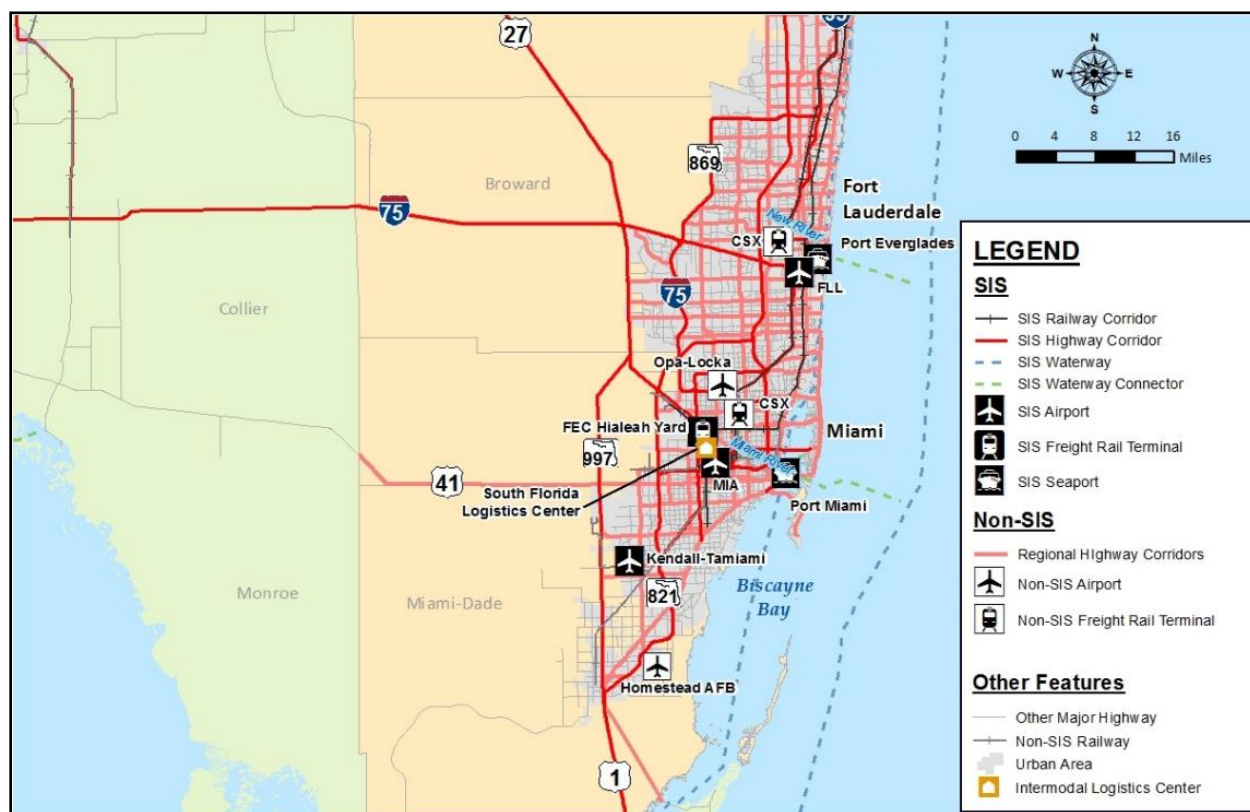 27
95
N
W
E
S
0 4 8 12 16
Miles
869
Broward
Fort
Lauderdale
75
New River
CSX
Port Everglades
FLL
75
Collier
Opa-Locka
CSX
FEC Hialeah Yard
Miami
Miami River
997
41
MIA
South Florida
Logistics Center
Port Miami
Kendall-Tamiami
821
Biscayne
Bay
Monroe
Miami-Dade
Homestead AFB
1
LEGEND
SIS
SIS Railway Corridor
SIS Highway Corridor
SIS Waterway
SIS Waterway Connector
SIS Airport
SIS Freight Rail Terminal
SIS Seaport
Non-SIS
Regional HIghway Corridors
Non-SIS Airport
Non-SIS Freight Rail Terminal
Other Features
Other Major Highway
Non-SIS Railway
Urban Area
Intermodal Logistics Center